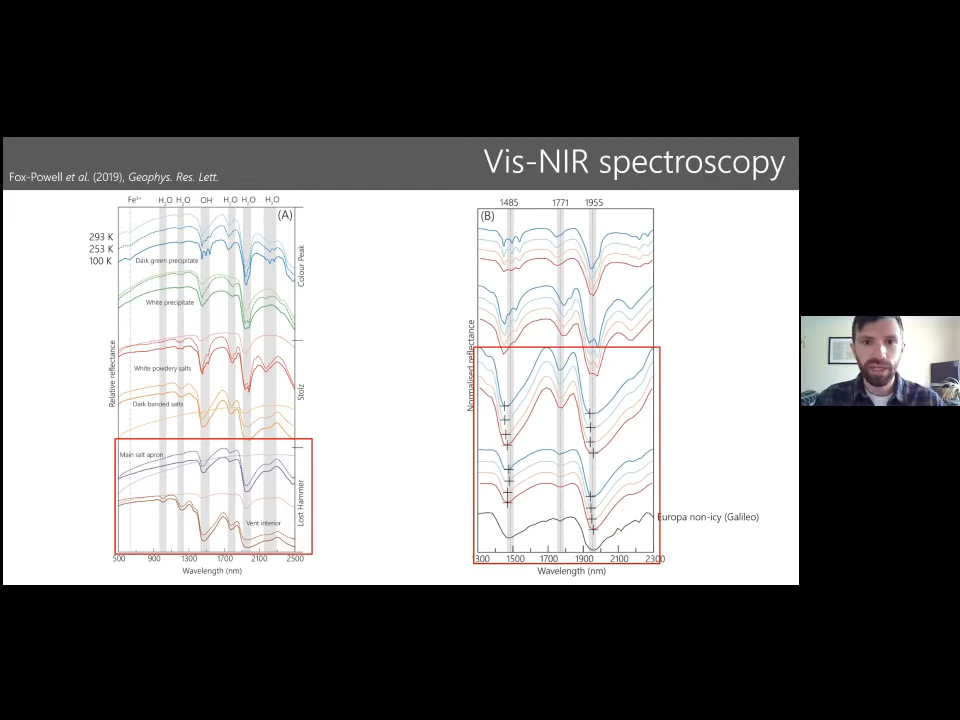 Vis-NIR spectroscopy
Fox-Powell et al. (2019), Geophys. Res. Lett.
Fe³⁺ H₂O H₂O OH H₂O H₂O H₂O
(A)
293 K
253 K
100 K
Dark green precipitate
White precipitate
White powdery salts
Dark banded salts
Main salt apron
Vent interior
Colour Peak
Stolz
Lost Hammer
Relative reflectance
500 900 1300 1700 2100 2500
Wavelength (nm)
1485 1771 1955
(B)
Normalised reflectance
Europa non-icy (Galileo)
1300 1500 1700 1900 2100 2300
Wavelength (nm)